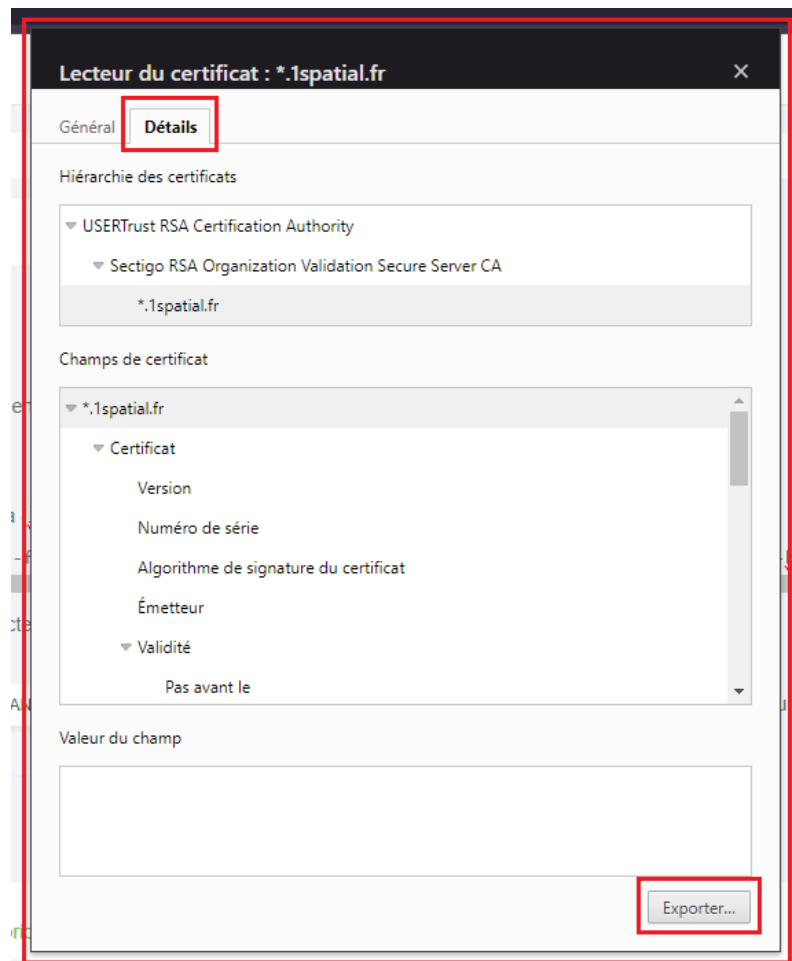 Lecteur du certificat : *.1spatial.fr
Général Détails
Hiérarchie des certificats
USERTrust RSA Certification Authority
Sectigo RSA Organization Validation Secure Server CA
*.1spatial.fr
Champs de certificat
*.1spatial.fr
Certificat
Version
Numéro de série
Algorithme de signature du certificat
Émetteur
Validité
Pas avant le
Valeur du champ
Exporter...